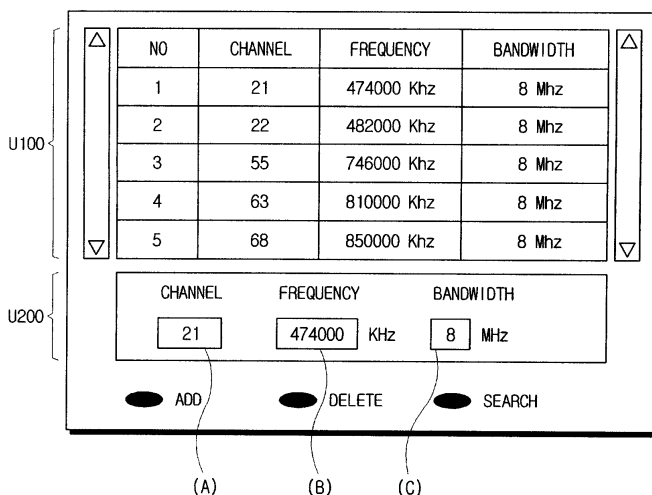 NO CHANNEL FREQUENCY BANDWIDTH
1 21 474000 Khz 8 Mhz
2 22 482000 Khz 8 Mhz
3 55 746000 Khz 8 Mhz
4 63 810000 Khz 8 Mhz
5 68 850000 Khz 8 Mhz
U100
CHANNEL FREQUENCY BANDWIDTH
U200
21 474000 KHz 8 MHz
ADD DELETE SEARCH
(A) (B) (C)